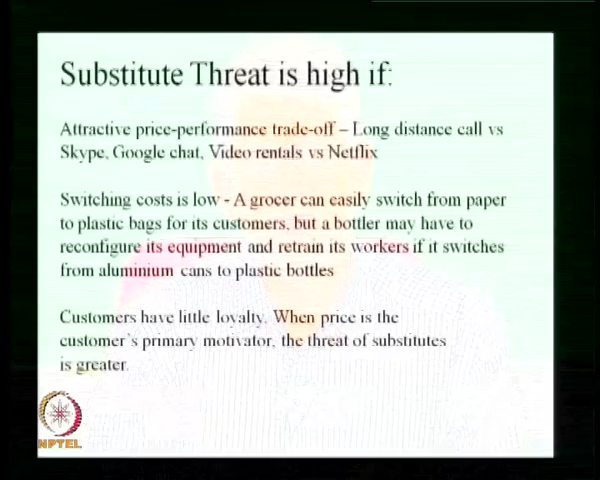 Substitute Threat is high if:
Attractive price-performance trade-off – Long distance call vs
Skype, Google chat, Video rentals vs Netflix
Switching costs is low - A grocer can easily switch from paper
to plastic bags for its customers, but a bottler may have to
reconfigure its equipment and retrain its workers if it switches
from aluminium cans to plastic bottles
Customers have little loyalty. When price is the
customer's primary motivator, the threat of substitutes
is greater.
NPTEL